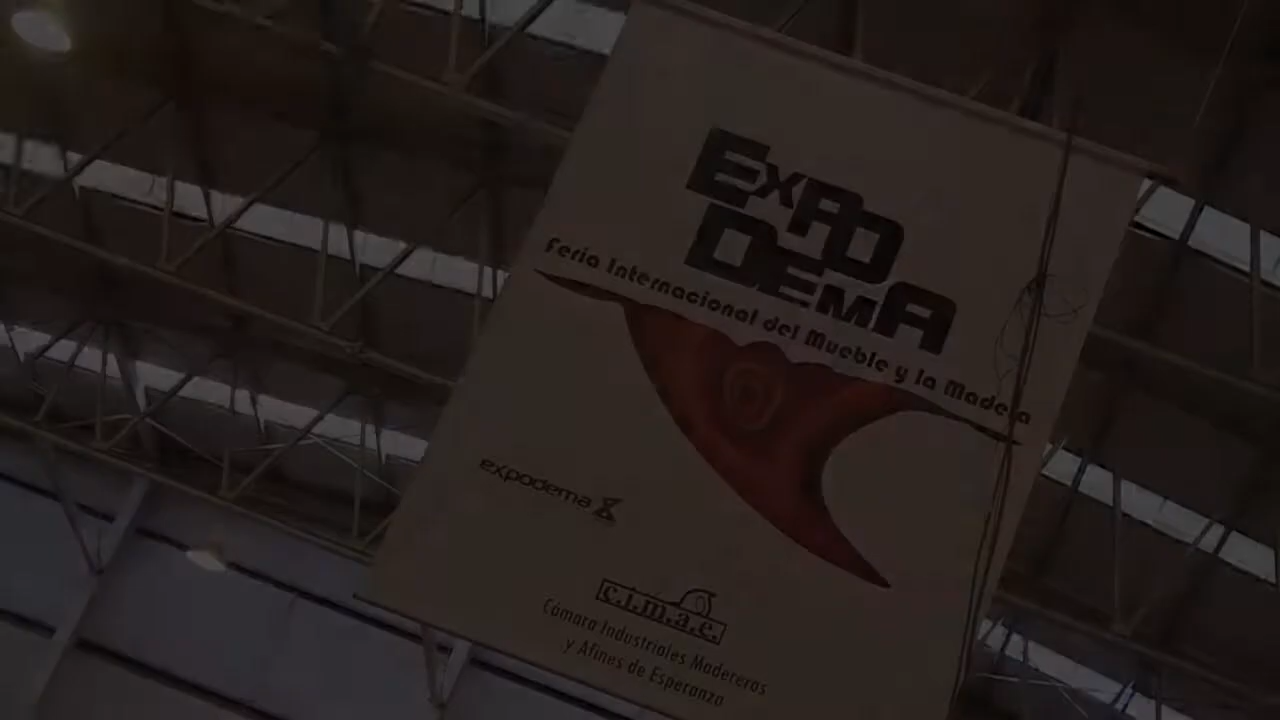 EXPO
DEMA
Feria Internacional del Mueble y la Madera
expodema
c.i.m.a.e.
Cámara Industriales Madereros
y Afines de Esperanza